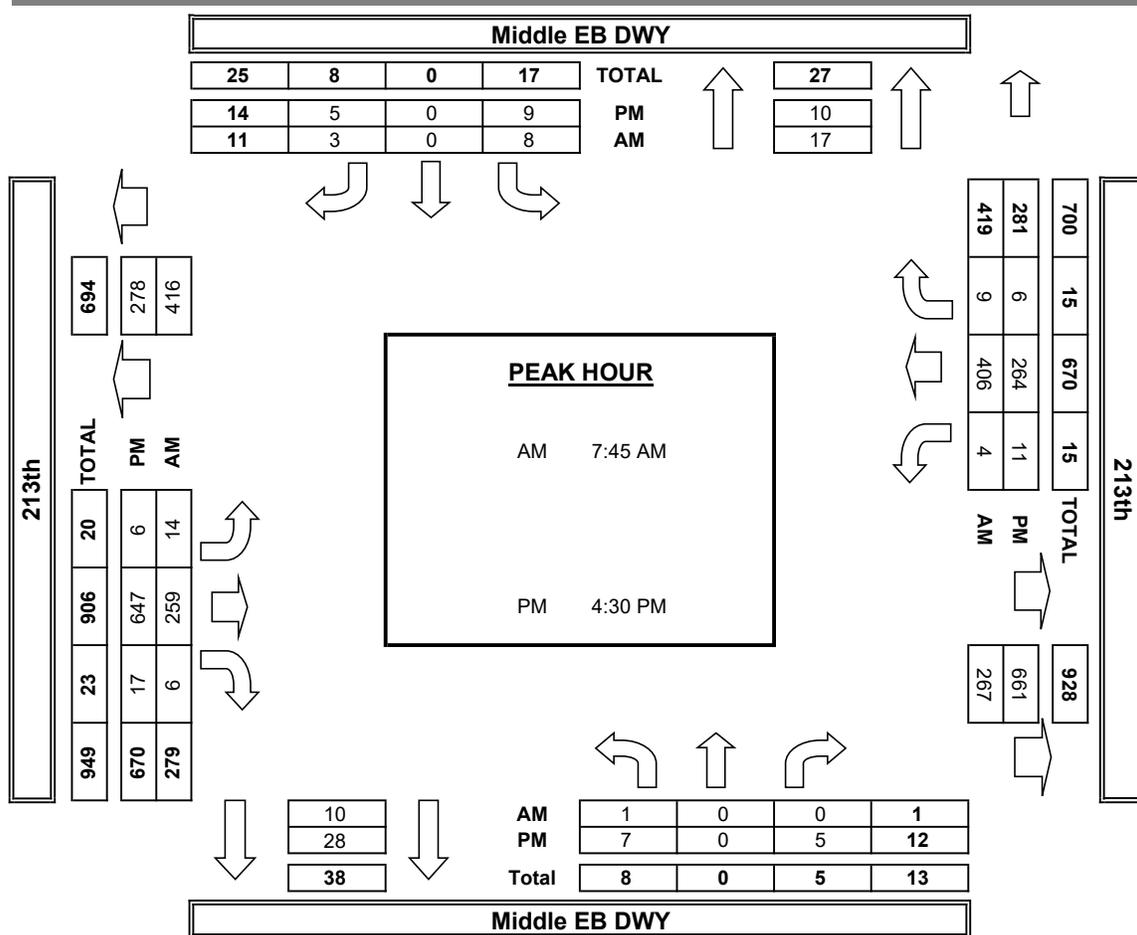 Middle EB DWY
25 8 0 17 TOTAL 27
14 5 0 9 PM 10
11 3 0 8 AM 17
213th
694
278
416
TOTAL PM AM
20 6 14
906 647 259
23 17 6
949 670 279
PEAK HOUR
AM 7:45 AM
PM 4:30 PM
419 281 700
9 6 15
406 264 670
4 11 15
AM PM TOTAL
267 661 928
213th
10 AM 1 0 0 1
28 PM 7 0 5 12
38 Total 8 0 5 13
Middle EB DWY